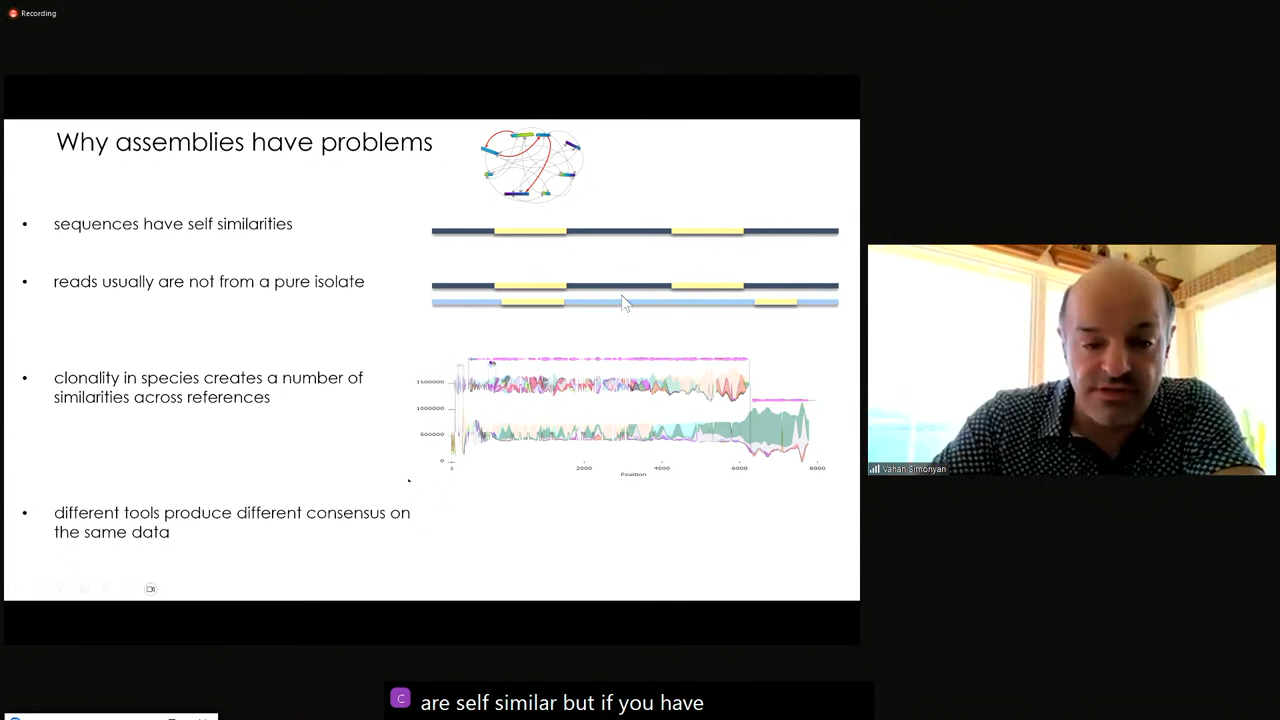 Recording
Why assemblies have problems
• sequences have self similarities
• reads usually are not from a pure isolate
• clonality in species creates a number of
similarities across references
1500000
1000000
500000
0
1
2000
4000
6000
8000
Position
• different tools produce different consensus on
the same data
Vahan Simonyan
C
are self similar but if you have